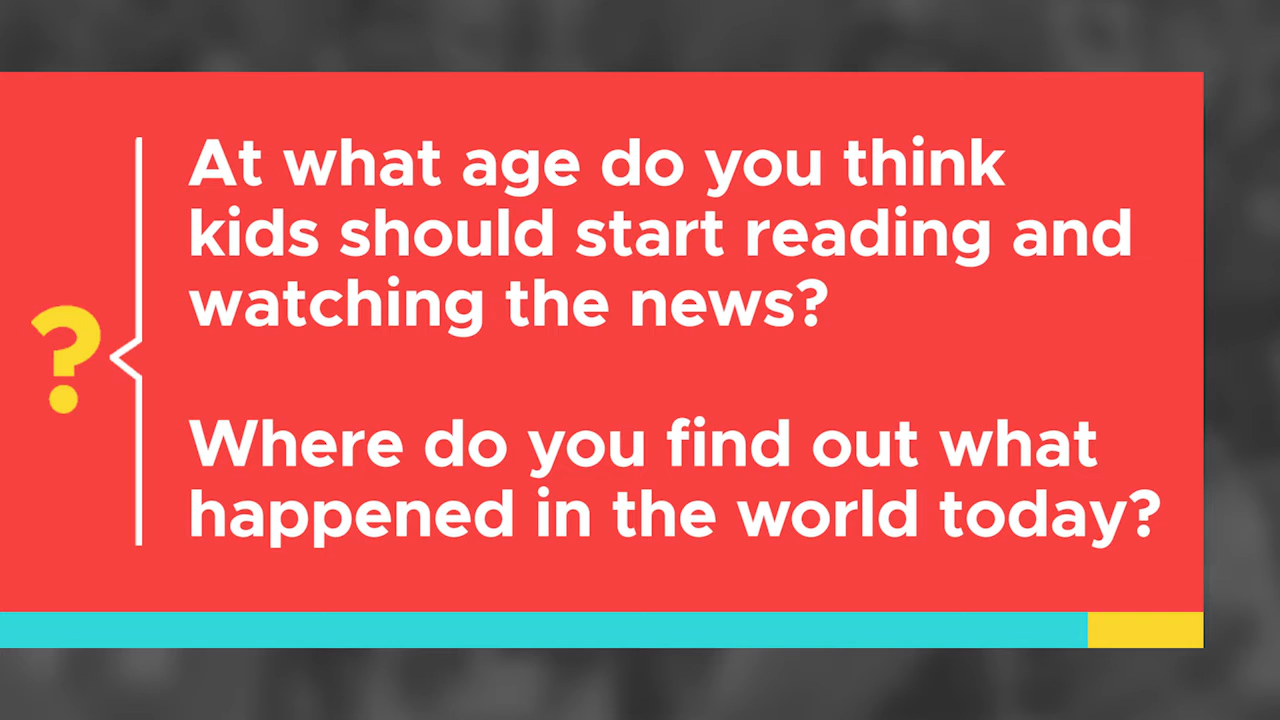 At what age do you think
kids should start reading and
watching the news?
?
Where do you find out what
happened in the world today?